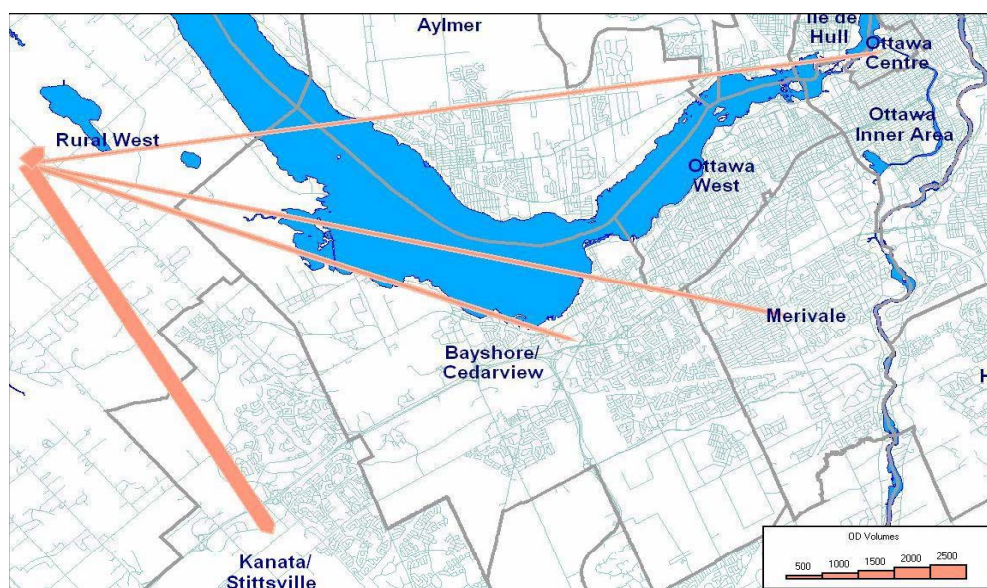 Aylmer
Ile de
Hull
Ottawa
Centre
Rural West
Ottawa
Inner Area
Ottawa
West
Merivale
Bayshore/
Cedarview
H
Kanata/
Stittsville
OD Volumes
500 1000 1500 2000 2500